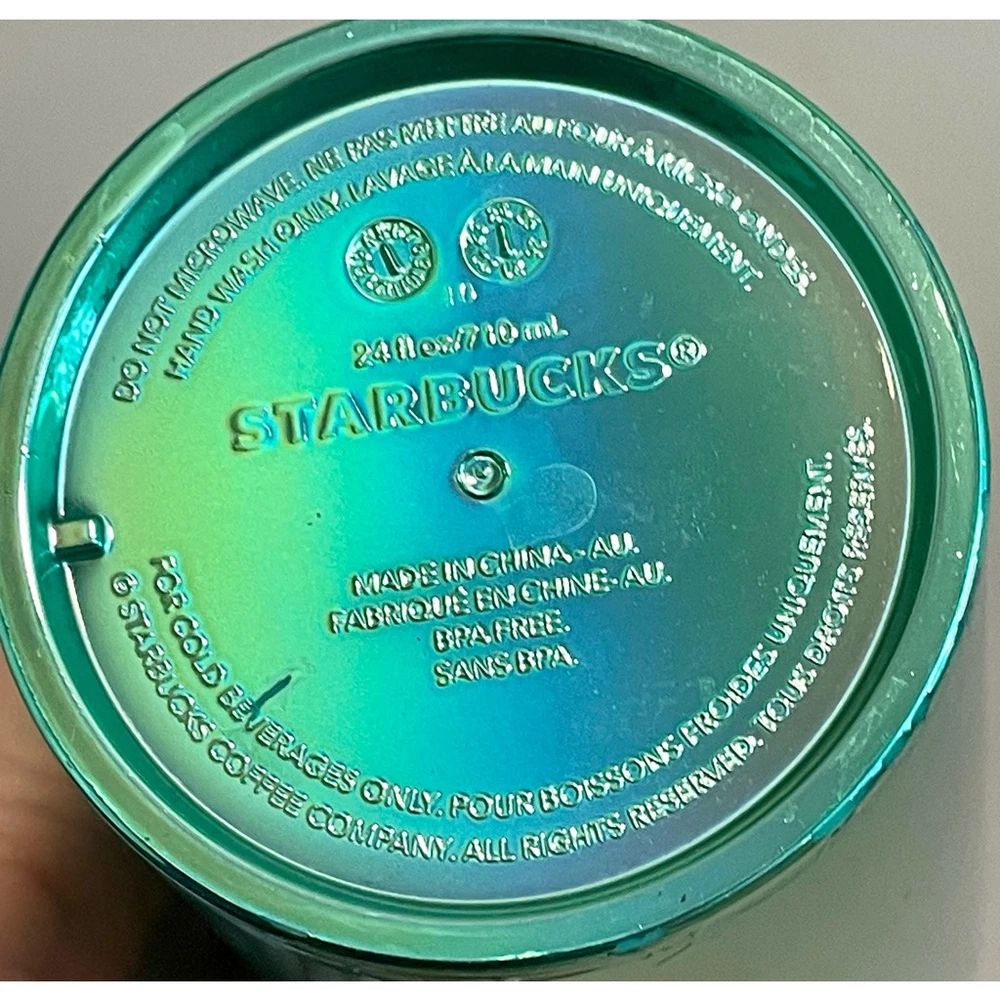 DO NOT MICROWAVE. NE PAS METTRE AU FOUR À MICRO-ONDES.
HAND WASH ONLY. LAVAGE À LA MAIN UNIQUEMENT.
10
24 fl oz/710 mL
STARBUCKS®
9
MADE IN CHINA - AU.
FABRIQUÉ EN CHINE - AU.
BPA FREE.
SANS BPA.
FOR COLD BEVERAGES ONLY. POUR BOISSONS FROIDES UNIQUEMENT.
© STARBUCKS COFFEE COMPANY. ALL RIGHTS RESERVED. TOUS DROITS RÉSERVÉS.